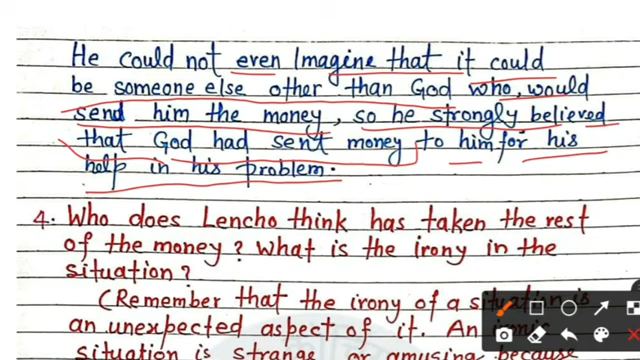 He could not even Imagine that it could
be someone else other than God who would
send him the money, so he strongly believed
that God had sent money to him for his
help in his problem.
4. Who does Lencho think has taken the rest
of the money? What is the irony in the
situation?
(Remember that the irony of a situation is
an unexpected aspect of it. An ironic
situation is strange or amusing because